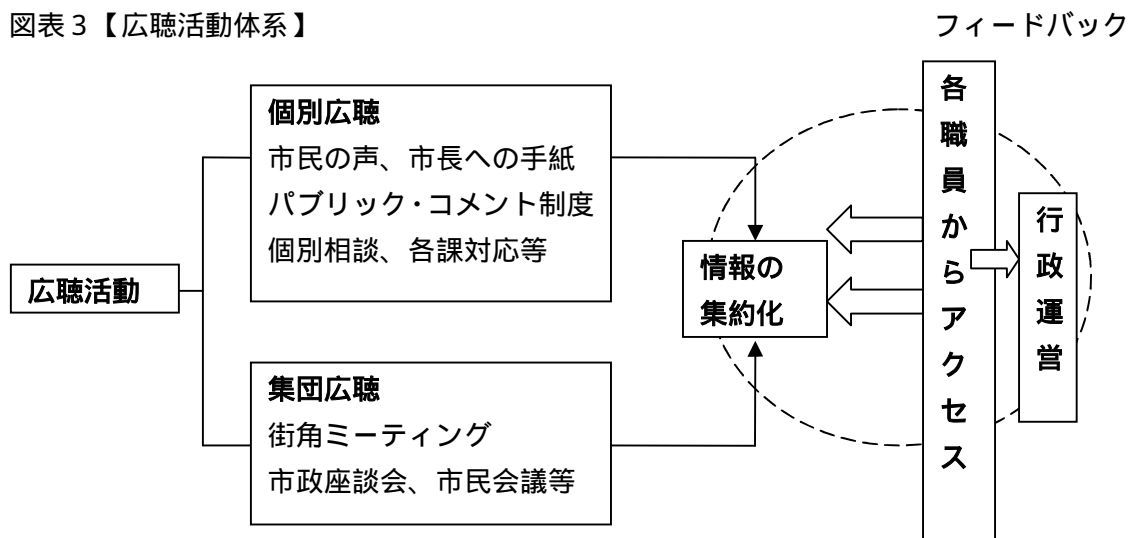 図表３【広聴活動体系】
フィードバック
広聴活動
個別広聴
市民の声、市長への手紙
パブリック・コメント制度
個別相談、各課対応等
集団広聴
街角ミーティング
市政座談会、市民会議等
情報の
集約化
各職員からアクセス
行政運営